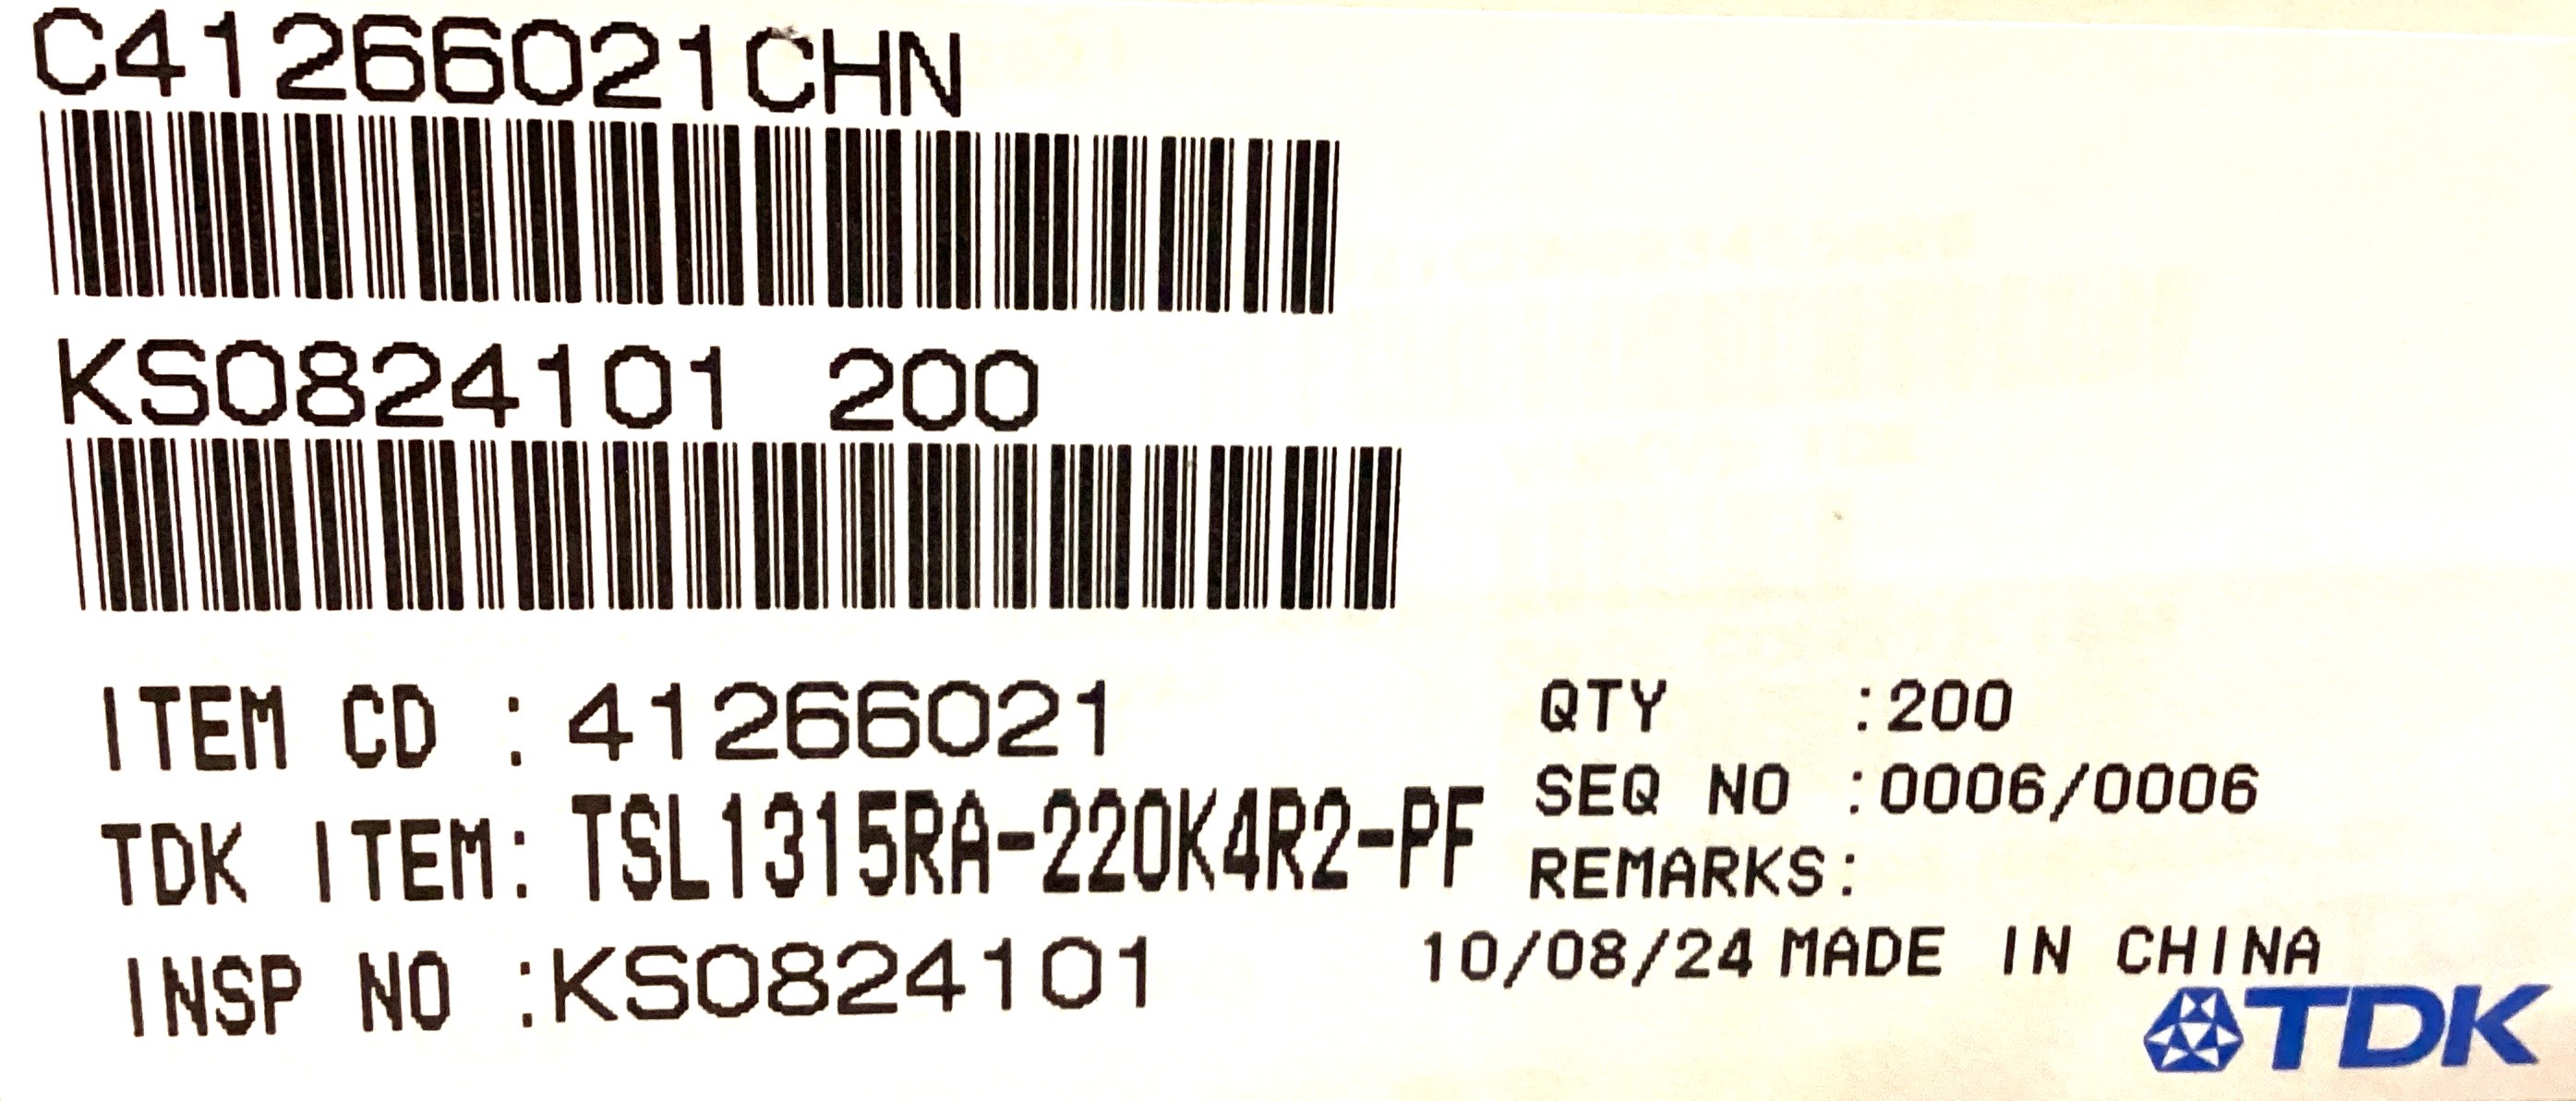 C41266021CHN
KS0824101 200
ITEM CD : 41266021
TDK ITEM: TSL1315RA-220K4R2-PF
INSP NO :KS0824101
QTY :200
SEQ NO :0006/0006
REMARKS:
10/08/24 MADE IN CHINA
TDK